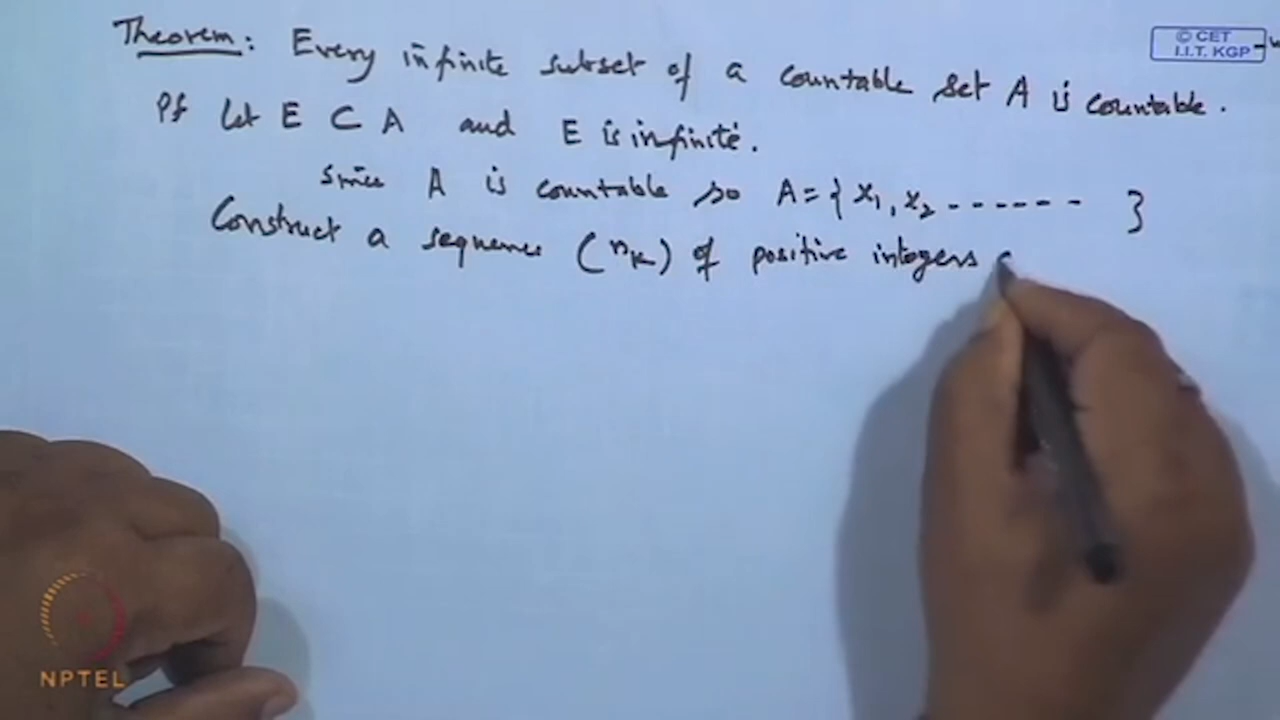 Theorem: Every infinite subset of a countable set A is countable.
Pf Let E ⊂ A and E is infinite.
Since A is countable so A = { x₁, x₂ ------ }
Construct a sequence (nₖ) of positive integers
© CET
I.I.T. KGP
NPTEL